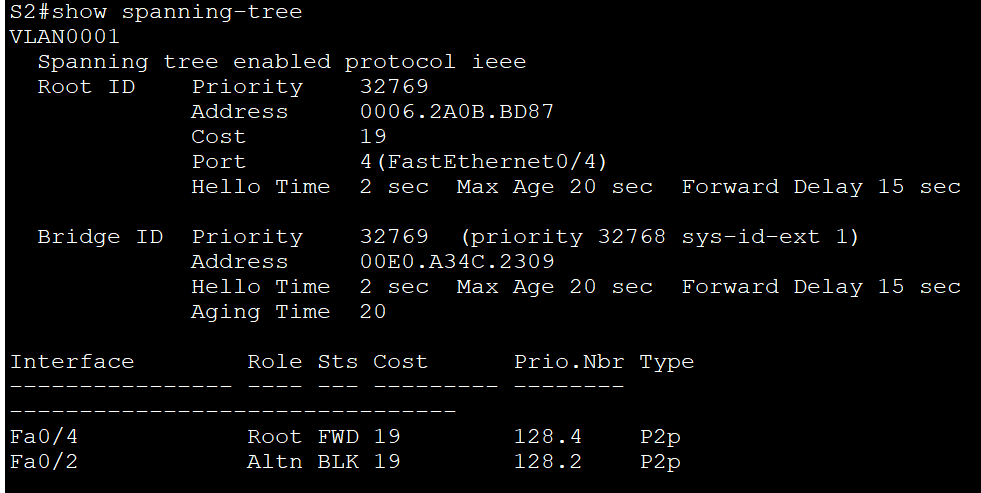 S2#show spanning-tree
VLAN0001
  Spanning tree enabled protocol ieee
  Root ID    Priority    32769
             Address     0006.2A0B.BD87
             Cost        19
             Port        4(FastEthernet0/4)
             Hello Time  2 sec  Max Age 20 sec  Forward Delay 15 sec

  Bridge ID  Priority    32769  (priority 32768 sys-id-ext 1)
             Address     00E0.A34C.2309
             Hello Time  2 sec  Max Age 20 sec  Forward Delay 15 sec
             Aging Time  20

Interface        Role Sts Cost      Prio.Nbr Type
---------------- ---- --- --------- --------
--------------------------------
Fa0/4            Root FWD 19        128.4    P2p
Fa0/2            Altn BLK 19        128.2    P2p